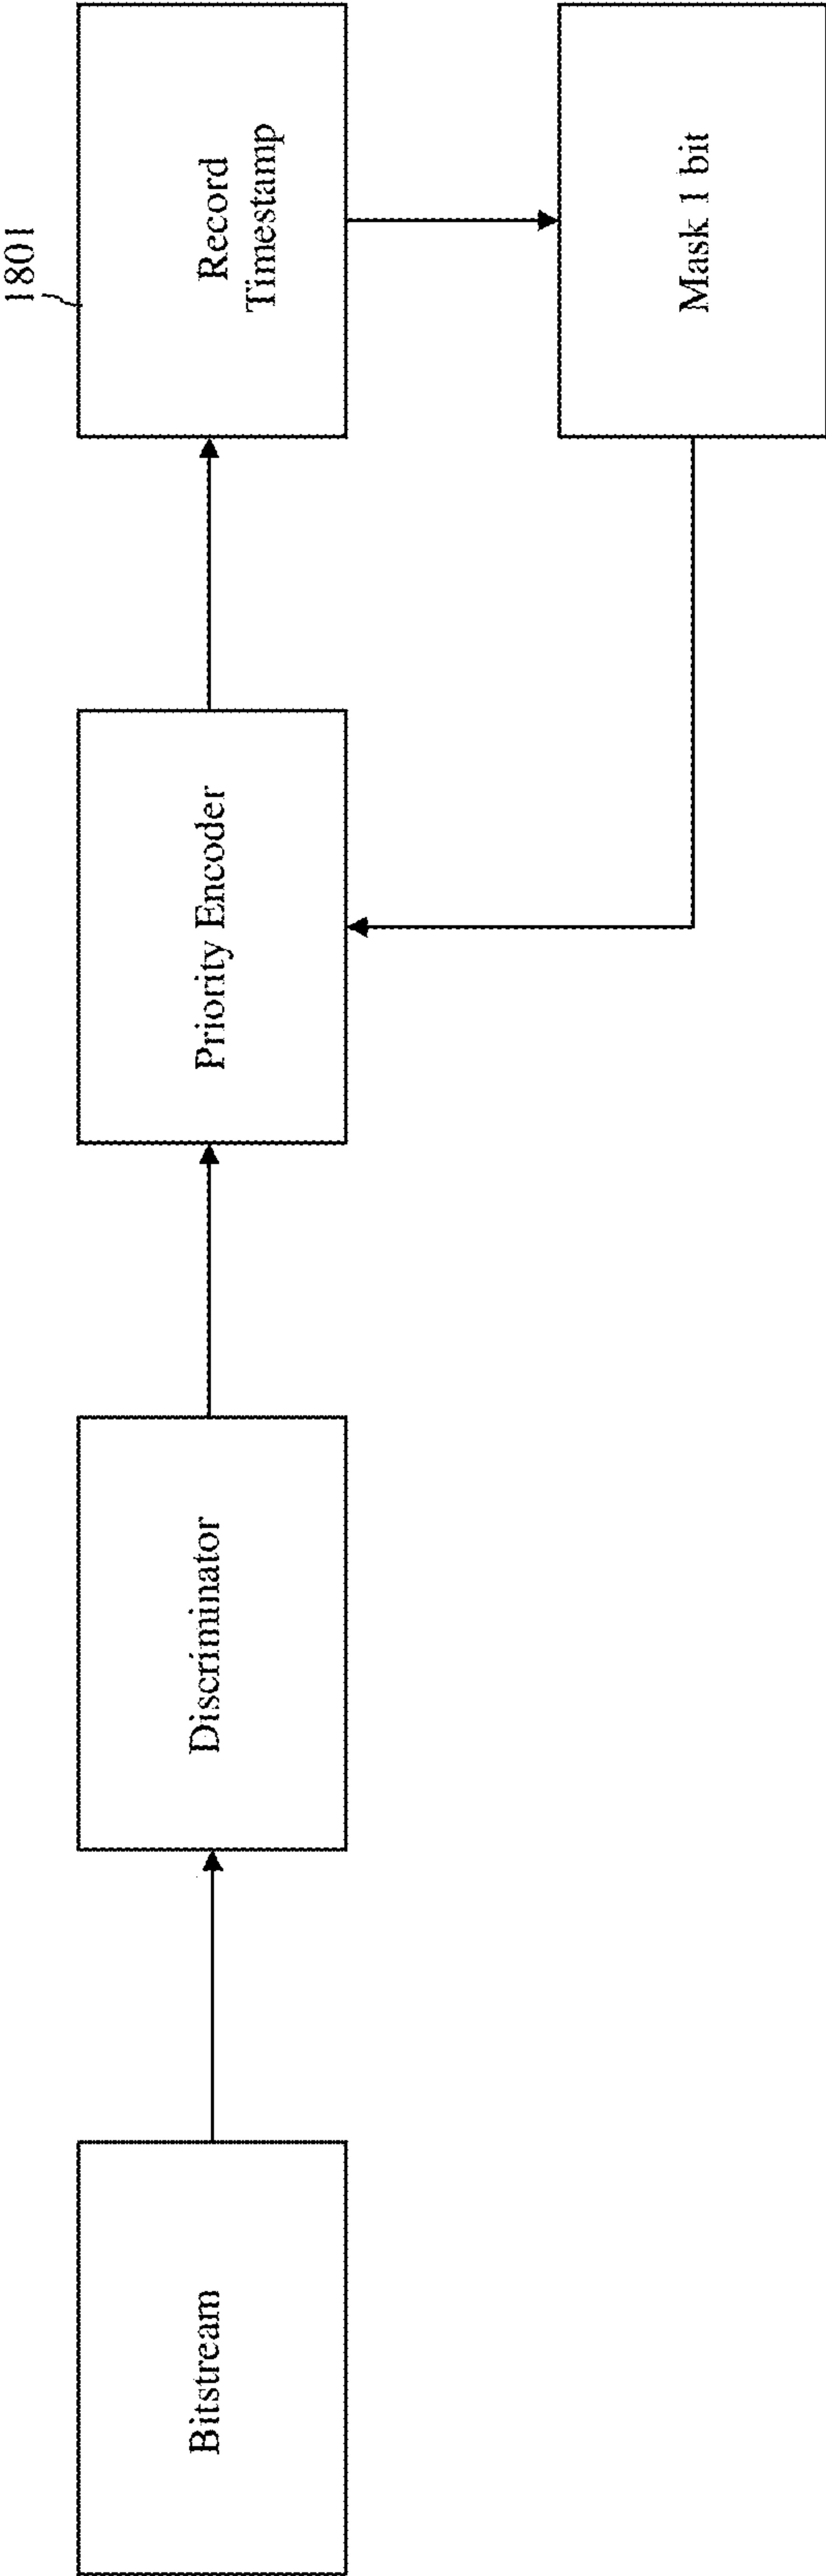 Bitstream
Discriminator
Priority Encoder
1801
Record
Timestamp
Mask 1 bit